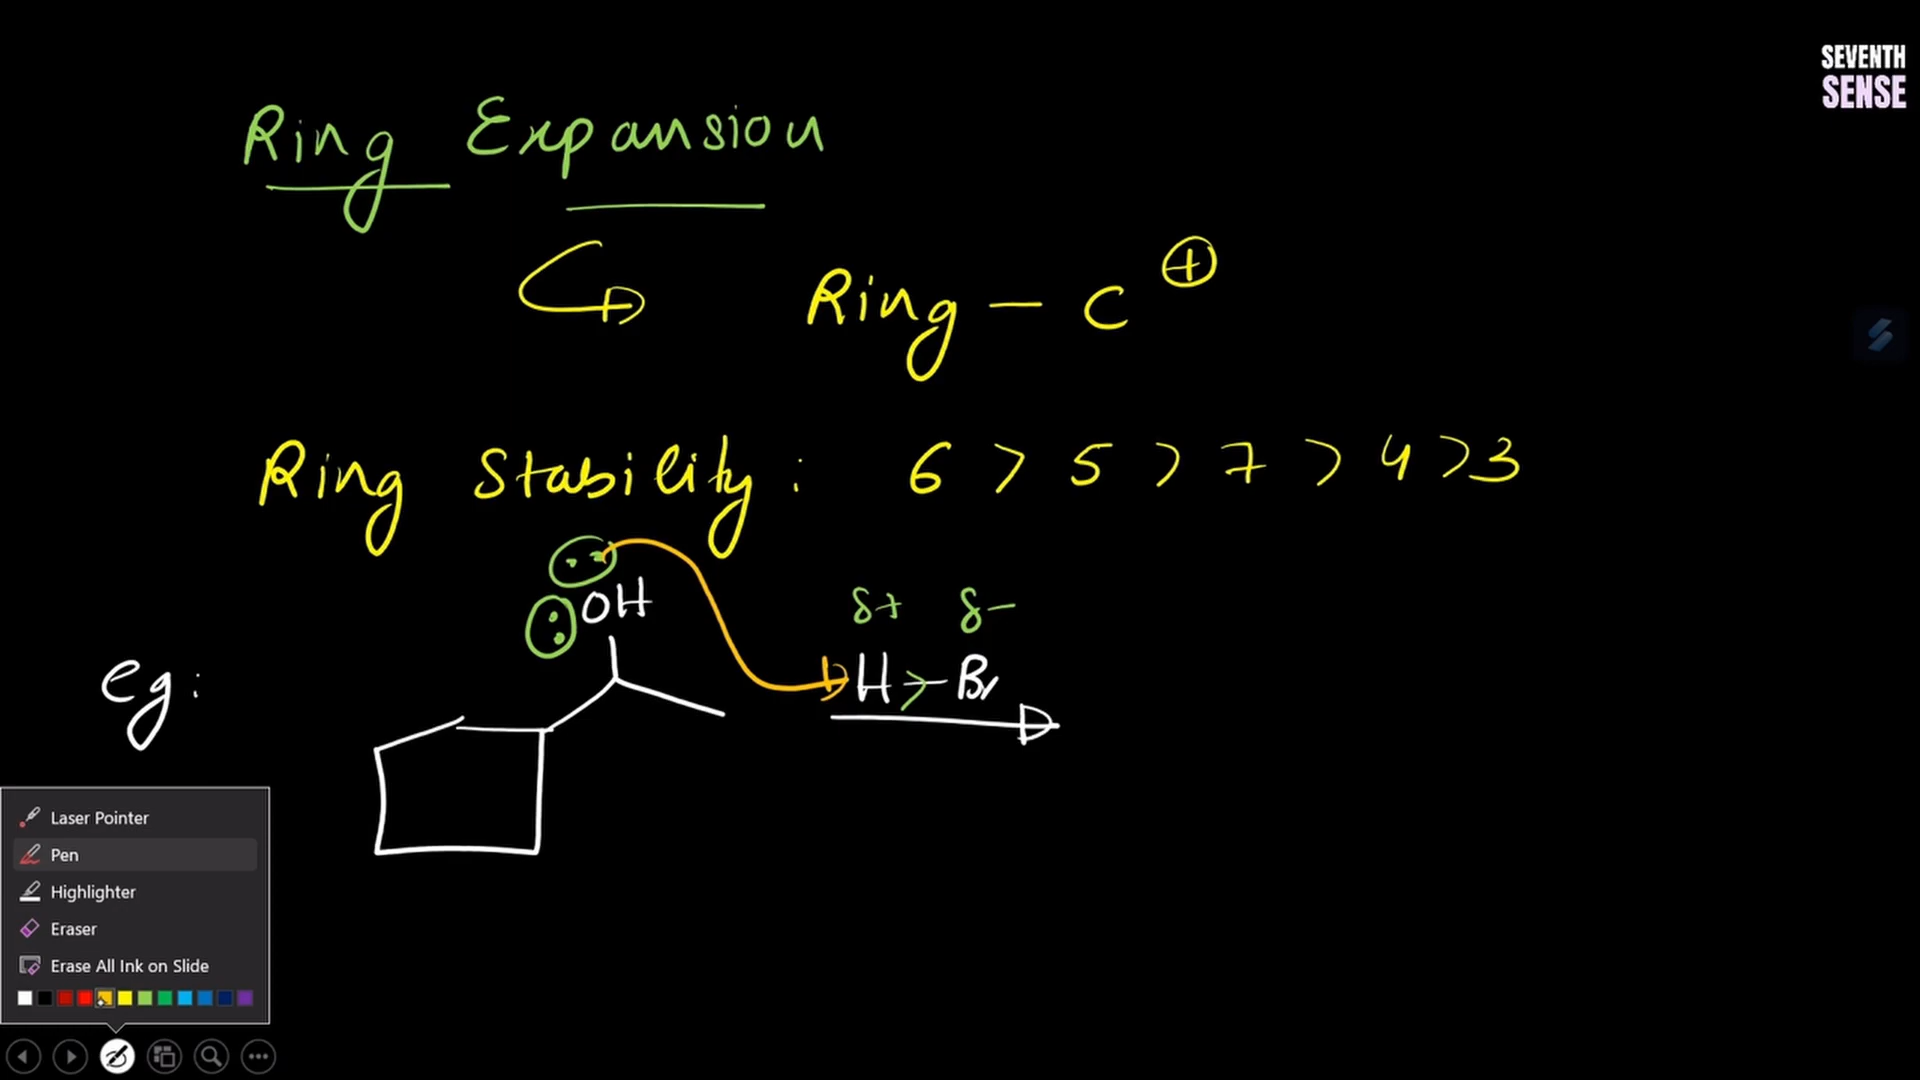 SEVENTH
SENSE
Ring Expansion
Ring - C ⊕
Ring Stability : 6 > 5 > 7 > 4 > 3
OH
δ+ δ-
eg: H - Br
Laser Pointer
Pen
Highlighter
Eraser
Erase All Ink on Slide